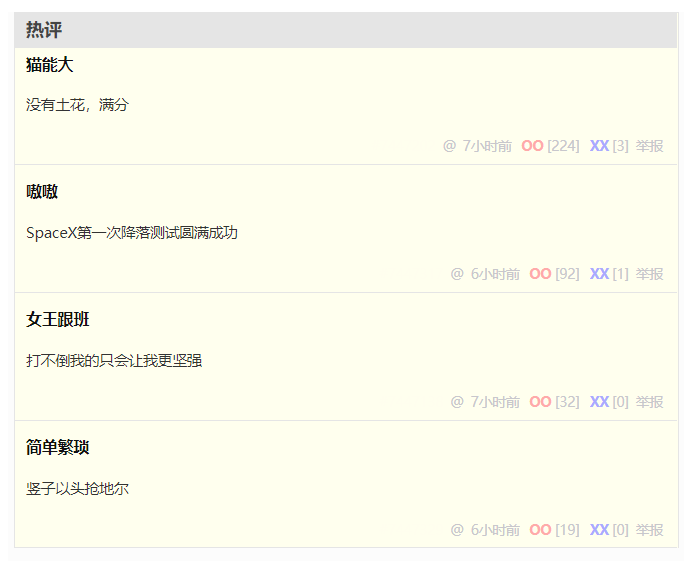 热评
猫能大
没有土花，满分
@ 7小时前 OO [224] XX [3] 举报
嗷嗷
SpaceX第一次降落测试圆满成功
@ 6小时前 OO [92] XX [1] 举报
女王跟班
打不倒我的只会让我更坚强
@ 7小时前 OO [32] XX [0] 举报
简单繁琐
竖子以头抢地尔
@ 6小时前 OO [19] XX [0] 举报